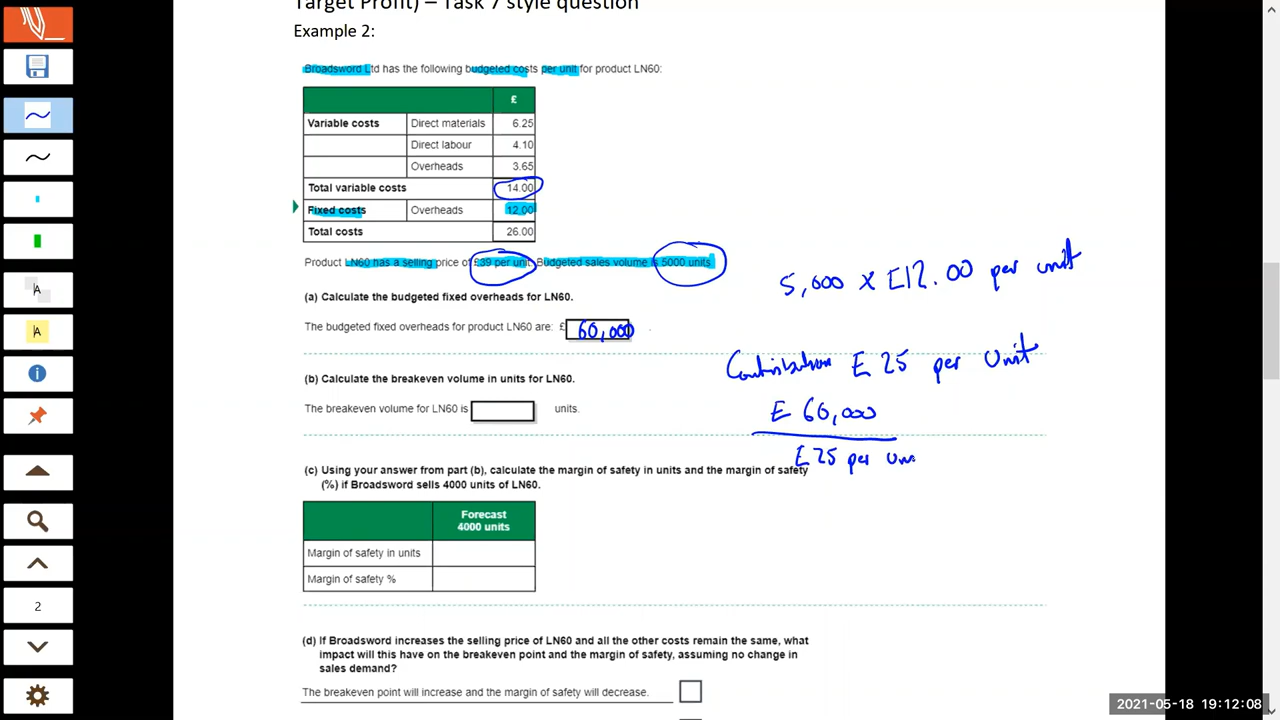 Target Profit) – Task 7 style question
Example 2:
Broadsword Ltd has the following budgeted costs per unit for product LN60:
£
Variable costs Direct materials 6.25
Direct labour 4.10
Overheads 3.65
Total variable costs 14.00
Fixed costs Overheads 12.00
Total costs 26.00
Product LN60 has a selling price of £39 per unit. Budgeted sales volume is 5000 units.
5,000 x £12.00 per unit
(a) Calculate the budgeted fixed overheads for LN60.
The budgeted fixed overheads for product LN60 are: £ 60,000
Contribution £25 per unit
(b) Calculate the breakeven volume in units for LN60.
The breakeven volume for LN60 is units.
£60,000
£25 per un
(c) Using your answer from part (b), calculate the margin of safety in units and the margin of safety
(%) if Broadsword sells 4000 units of LN60.
Forecast
4000 units
Margin of safety in units
Margin of safety %
(d) If Broadsword increases the selling price of LN60 and all the other costs remain the same, what
impact will this have on the breakeven point and the margin of safety, assuming no change in
sales demand?
The breakeven point will increase and the margin of safety will decrease.
A
A
2
2021-05-18 19:12:08